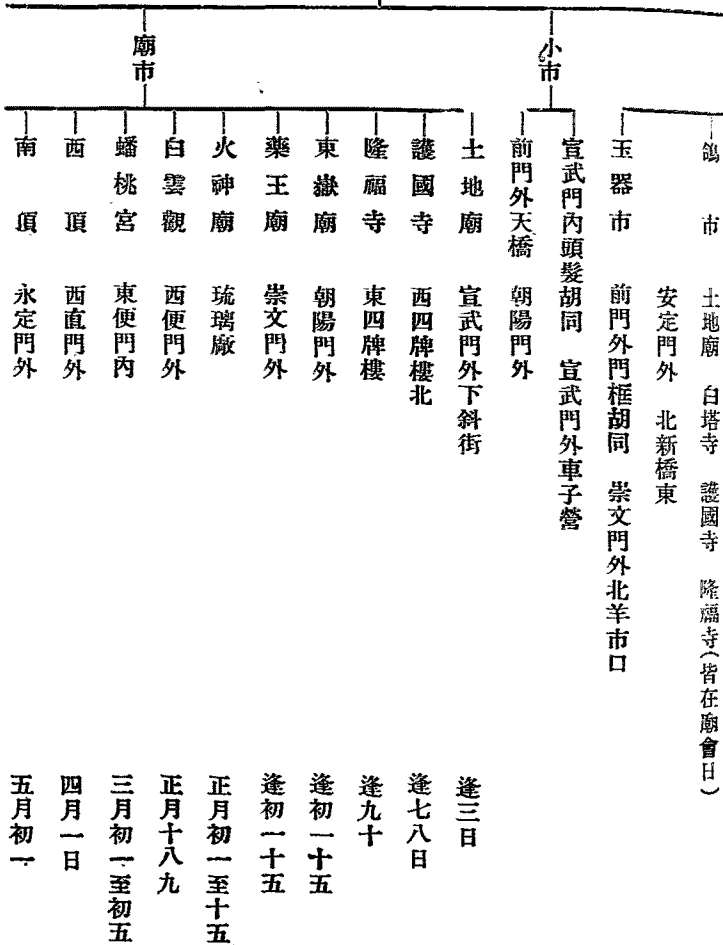 鴿市 土地廟 白塔寺 護國寺 隆福寺(皆在廟會日)
安定門外 北新橋東
玉器市 前門外門框胡同 崇文門外北羊市口
小市
宣武門內頭髮胡同 宣武門外車子營
前門外天橋 朝陽門外
廟市
土地廟 宣武門外下斜街 逢三日
護國寺 西四牌樓北 逢七八日
隆福寺 東四牌樓 逢九十
東嶽廟 朝陽門外 逢初一十五
藥王廟 崇文門外 逢初一十五
火神廟 琉璃廠 正月初一至十五
白雲觀 西便門外 正月十八九
蟠桃宮 東便門內 三月初一至初五
西頂 西直門外 四月一日
南頂 永定門外 五月初一